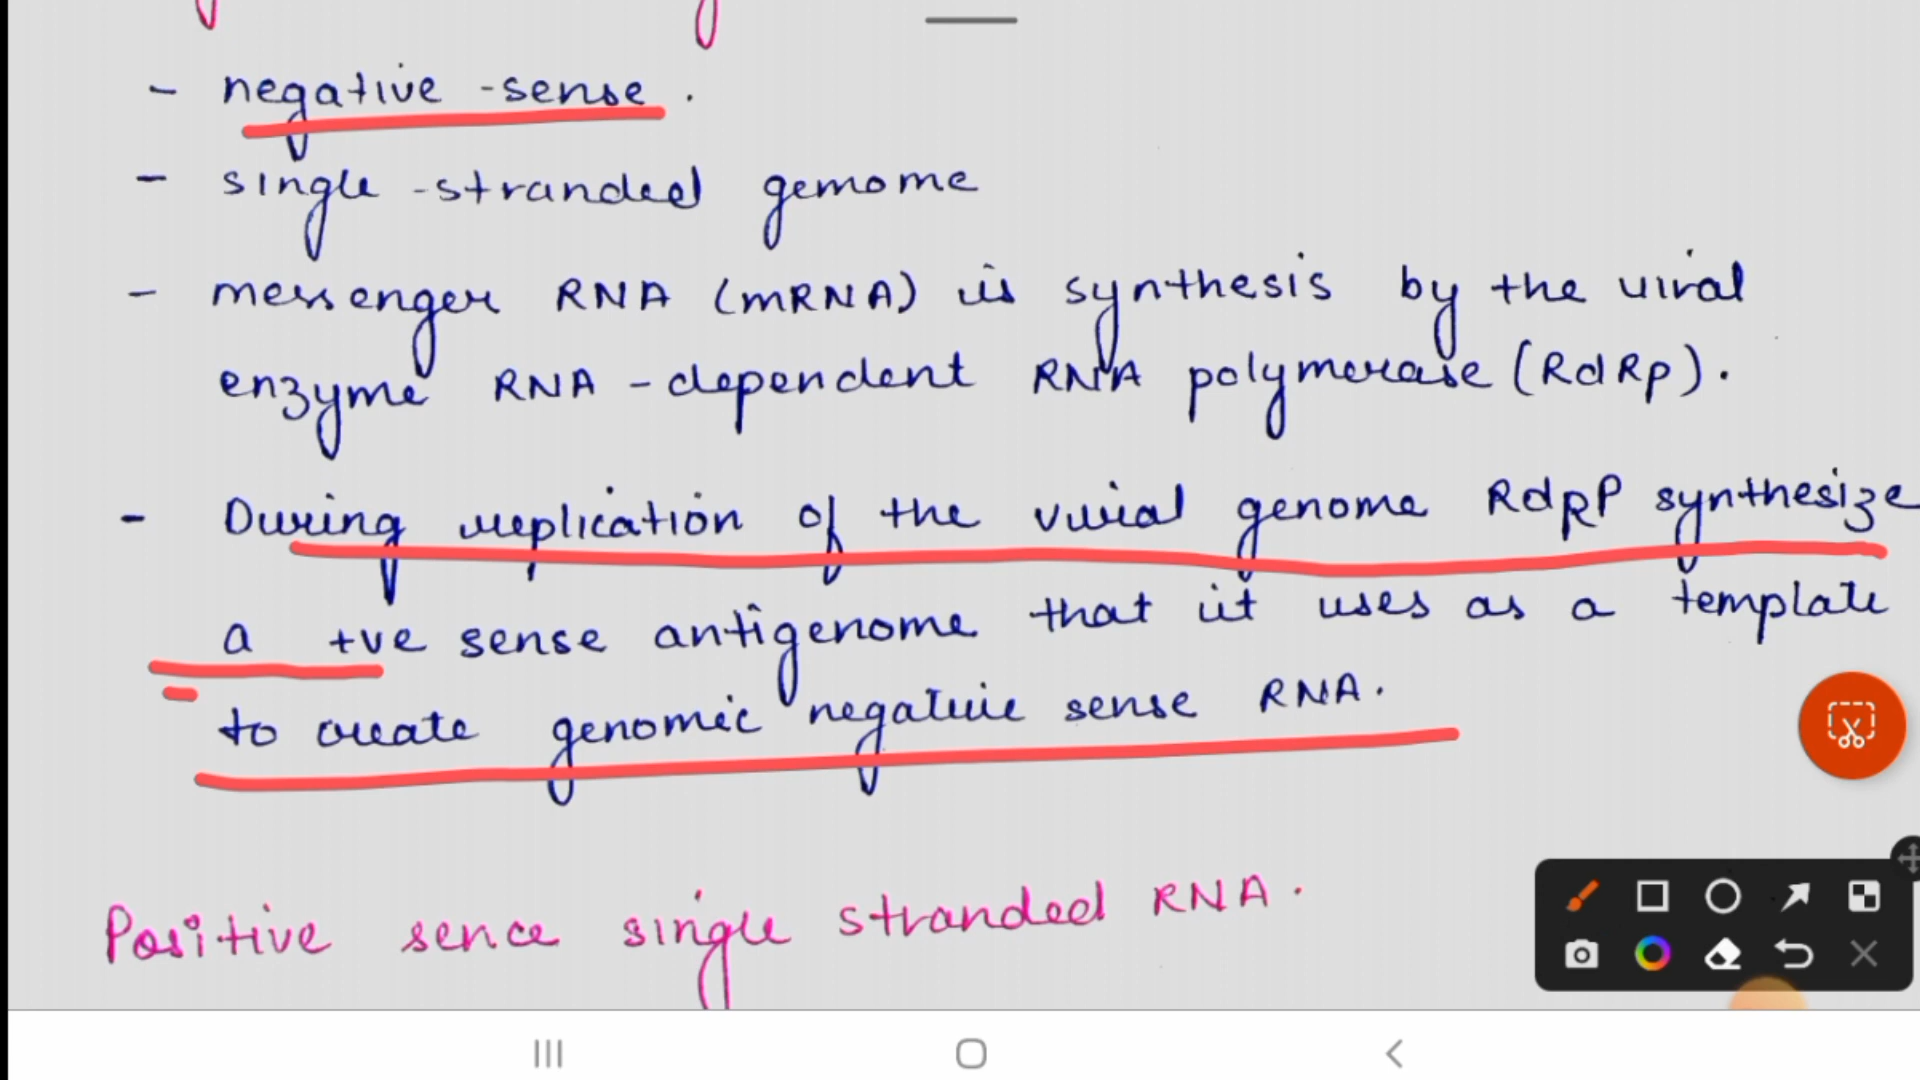 - negative -sense.
- single -stranded gemome
- messenger RNA (mRNA) is synthesis by the viral
enzyme RNA -dependent RNA polymerase (RdRp).
- During replication of the viral genome RdRP synthesize
a +ve sense antigenome that it uses as a template
to create genomic negative sense RNA.
Positive sence single stranded RNA.